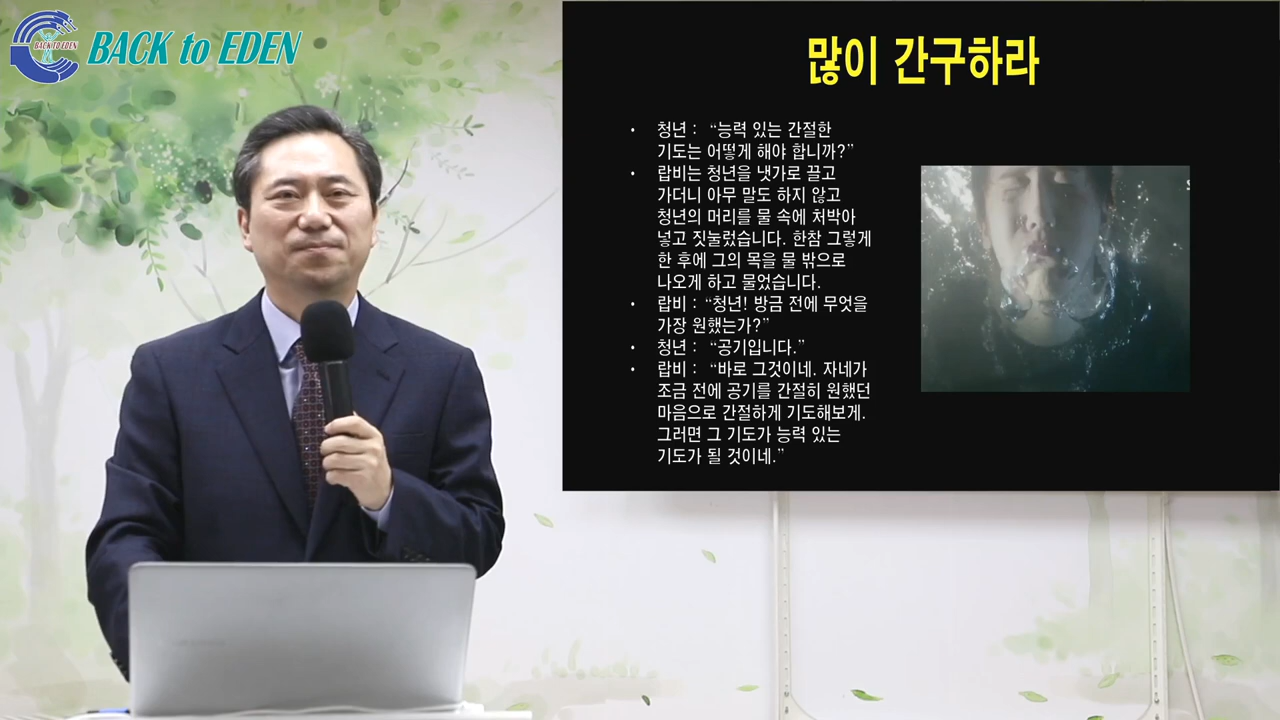 BACK TO EDEN
BACK to EDEN
많이 간구하라
• 청년 : “능력 있는 간절한
기도는 어떻게 해야 합니까?”
• 랍비는 청년을 냇가로 끌고
가더니 아무 말도 하지 않고
청년의 머리를 물 속에 처박아
넣고 짓눌렀습니다. 한참 그렇게
한 후에 그의 목을 물 밖으로
나오게 하고 물었습니다.
• 랍비 : “청년! 방금 전에 무엇을
가장 원했는가?”
• 청년 : “공기입니다.”
• 랍비 : “바로 그것이네. 자네가
조금 전에 공기를 간절히 원했던
마음으로 간절하게 기도해보게.
그러면 그 기도가 능력 있는
기도가 될 것이네.”